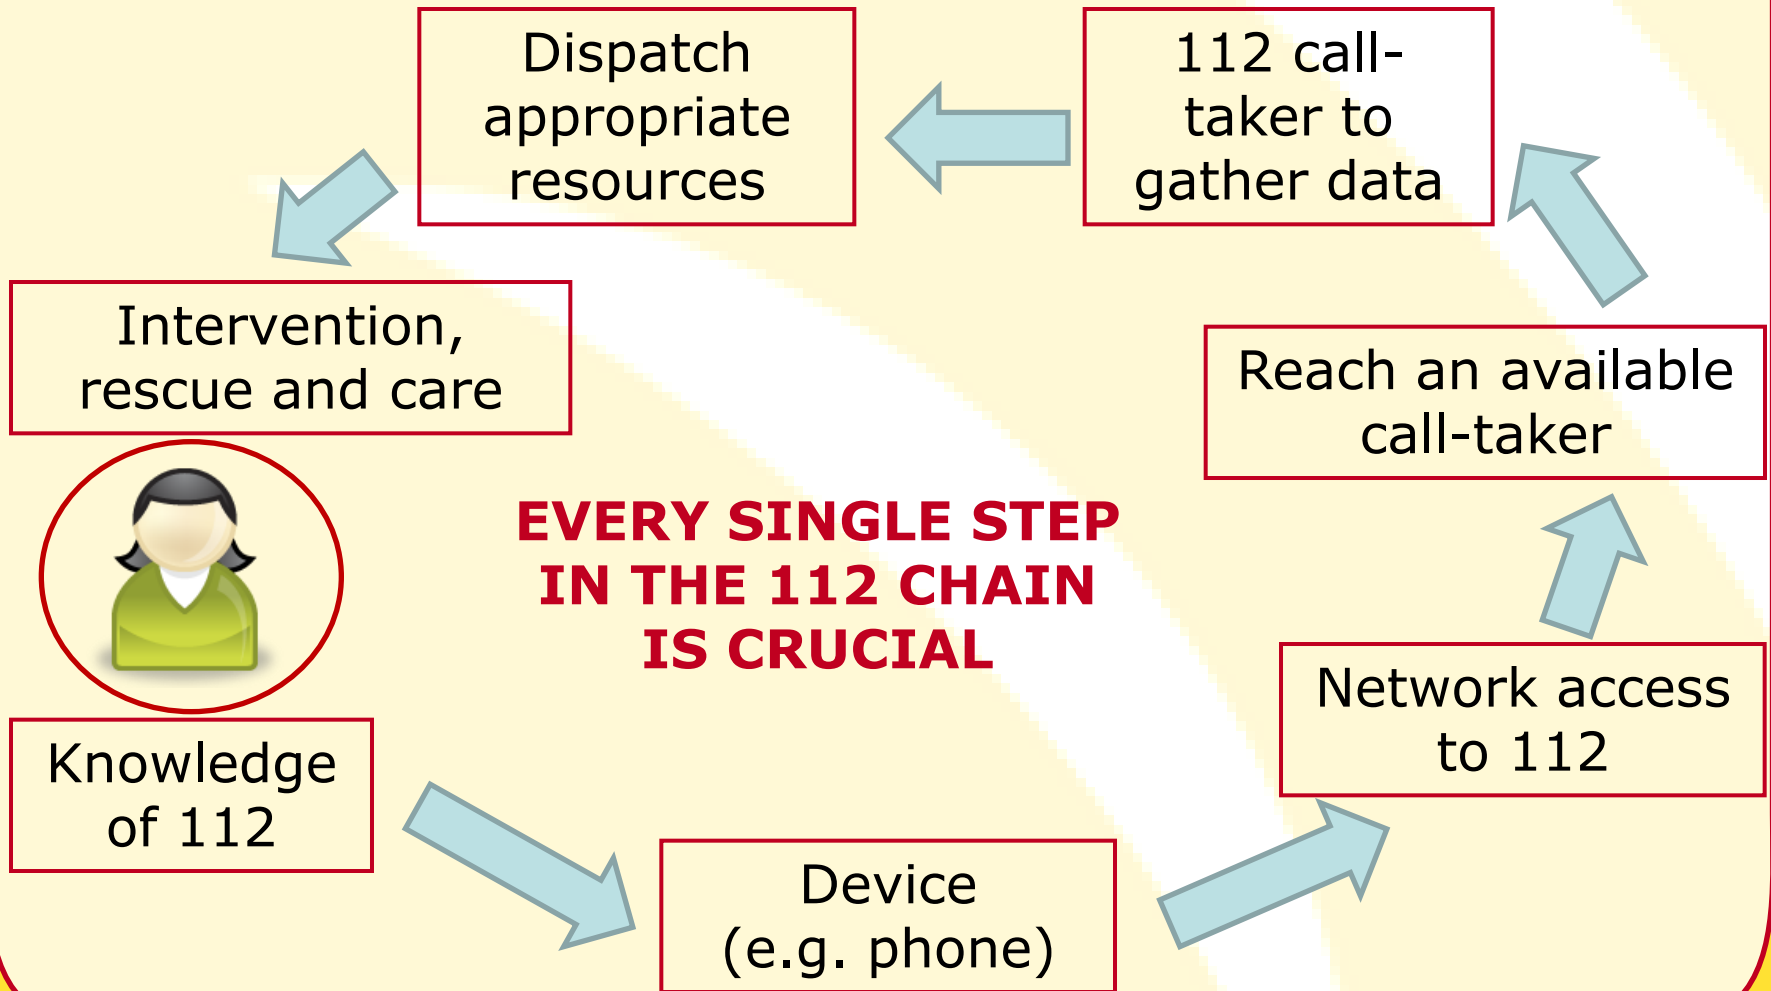 Dispatch
appropriate
resources
112 call-
taker to
gather data
Intervention,
rescue and care
Reach an available
call-taker
EVERY SINGLE STEP
IN THE 112 CHAIN
IS CRUCIAL
Network access
to 112
Knowledge
of 112
Device
(e.g. phone)